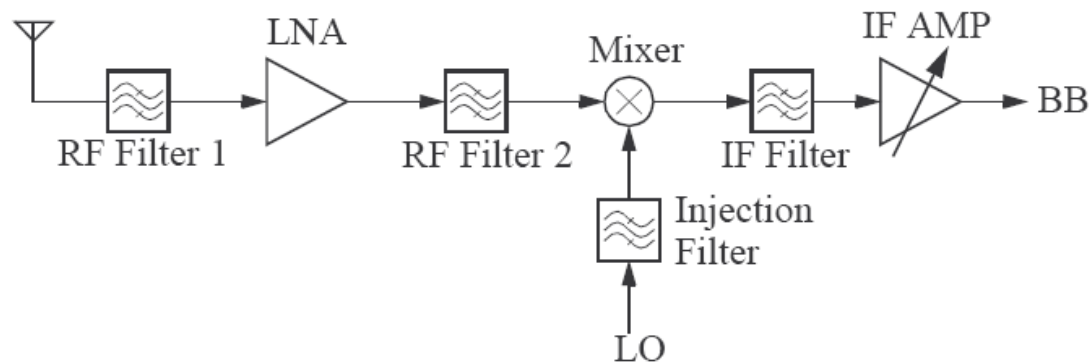 LNA
Mixer
IF AMP
BB
RF Filter 1
RF Filter 2
IF Filter
Injection
Filter
LO